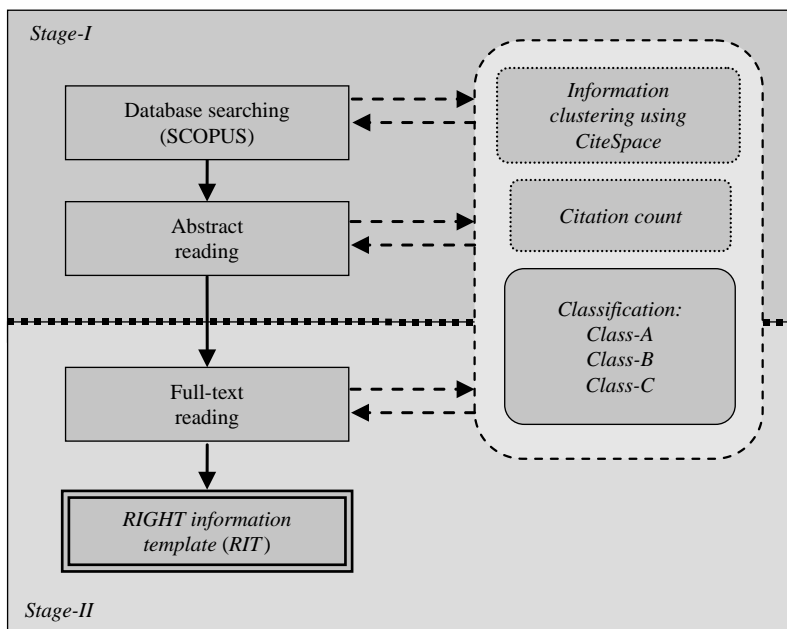 Stage-I
Database searching
(SCOPUS)
Abstract
reading
Full-text
reading
RIGHT information
template (RIT)
Stage-II
Information
clustering using
CiteSpace
Citation count
Classification:
Class-A
Class-B
Class-C